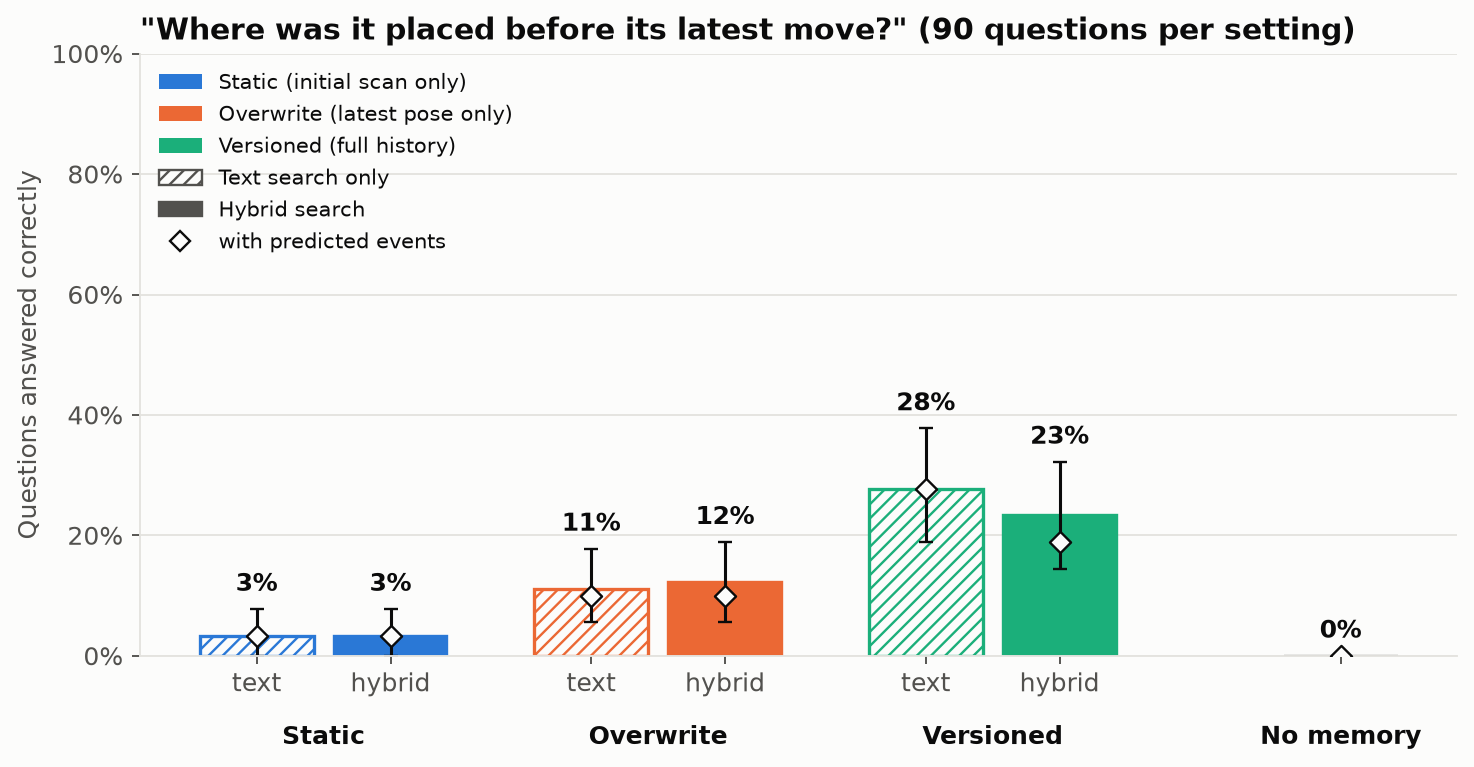 "Where was it placed before its latest move?" (90 questions per setting)
Questions answered correctly
100%
80%
60%
40%
20%
0%
Static (initial scan only)
Overwrite (latest pose only)
Versioned (full history)
Text search only
Hybrid search
with predicted events
3%
3%
11%
12%
28%
23%
0%
text
hybrid
text
hybrid
text
hybrid
Static
Overwrite
Versioned
No memory